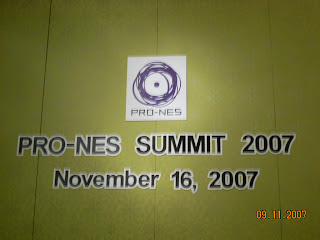 PRO-NES
PRO-NES SUMMIT 2007
November 16, 2007
09.11.2007